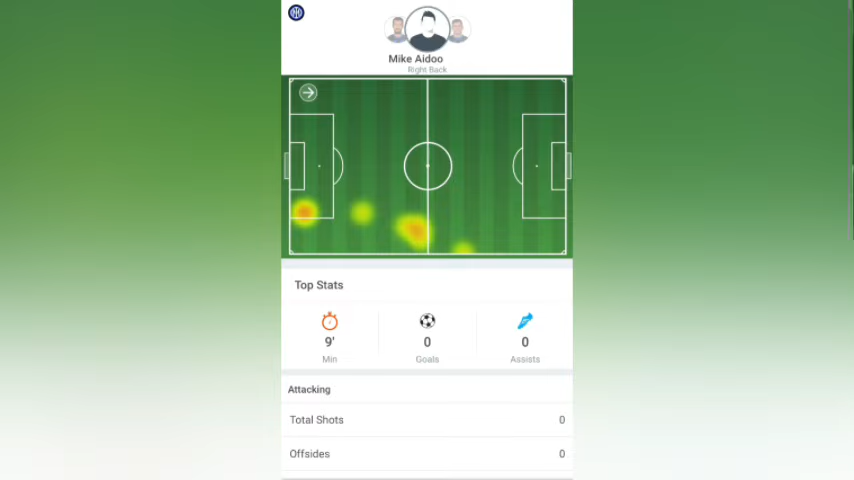 Mike Aidoo
Right Back
Top Stats
9' 0 0
Min Goals Assists
Attacking
Total Shots 0
Offsides 0